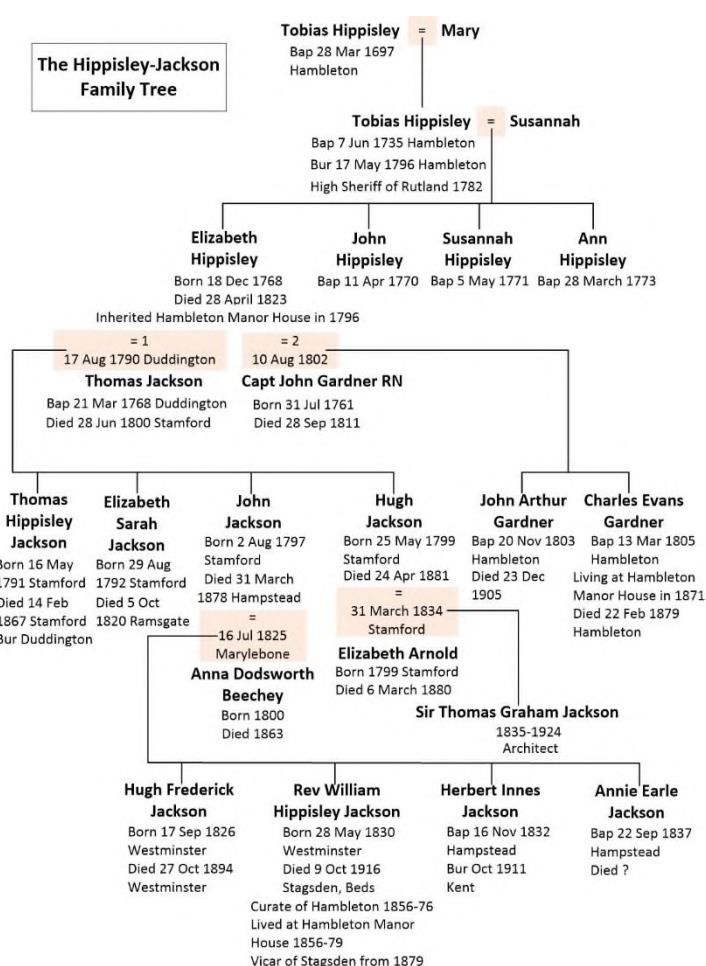 The Hippisley-Jackson
Family Tree
Tobias Hippisley = Mary
Bap 28 Mar 1697
Hambleton
Tobias Hippisley = Susannah
Bap 7 Jun 1735 Hambleton
Bur 17 May 1796 Hambleton
High Sheriff of Rutland 1782
Elizabeth
Hippisley
Born 18 Dec 1768
Died 28 April 1823
Inherited Hambleton Manor House in 1796
John
Hippisley
Bap 11 Apr 1770
Susannah
Hippisley
Bap 5 May 1771
Ann
Hippisley
Bap 28 March 1773
= 1
17 Aug 1790 Duddington
Thomas Jackson
Bap 21 Mar 1768 Duddington
Died 28 Jun 1800 Stamford
= 2
10 Aug 1802
Capt John Gardner RN
Born 31 Jul 1761
Died 28 Sep 1811
Thomas
Hippisley
Jackson
Born 16 May
1791 Stamford
Died 14 Feb
1867 Stamford
Bur Duddington
Elizabeth
Sarah
Jackson
Born 29 Aug
1792 Stamford
Died 5 Oct
1820 Ramsgate
John
Jackson
Born 2 Aug 1797
Stamford
Died 31 March
1878 Hampstead
=
16 Jul 1825
Marylebone
Anna Dodsworth
Beechey
Born 1800
Died 1863
Hugh
Jackson
Born 25 May 1799
Stamford
Died 24 Apr 1881
=
31 March 1834
Stamford
Elizabeth Arnold
Born 1799 Stamford
Died 6 March 1880
John Arthur
Gardner
Bap 20 Nov 1803
Hambleton
Died 23 Dec
1905
Charles Evans
Gardner
Bap 13 Mar 1805
Hambleton
Living at Hambleton
Manor House in 1871
Died 22 Feb 1879
Hambleton
Sir Thomas Graham Jackson
1835-1924
Architect
Hugh Frederick
Jackson
Born 17 Sep 1826
Westminster
Died 27 Oct 1894
Westminster
Rev William
Hippisley Jackson
Born 28 May 1830
Westminster
Died 9 Oct 1916
Stagsden, Beds
Curate of Hambleton 1856-76
Lived at Hambleton Manor
House 1856-79
Vicar of Stagsden from 1879
Herbert Innes
Jackson
Bap 16 Nov 1832
Hampstead
Bur Oct 1911
Kent
Annie Earle
Jackson
Bap 22 Sep 1837
Hampstead
Died ?